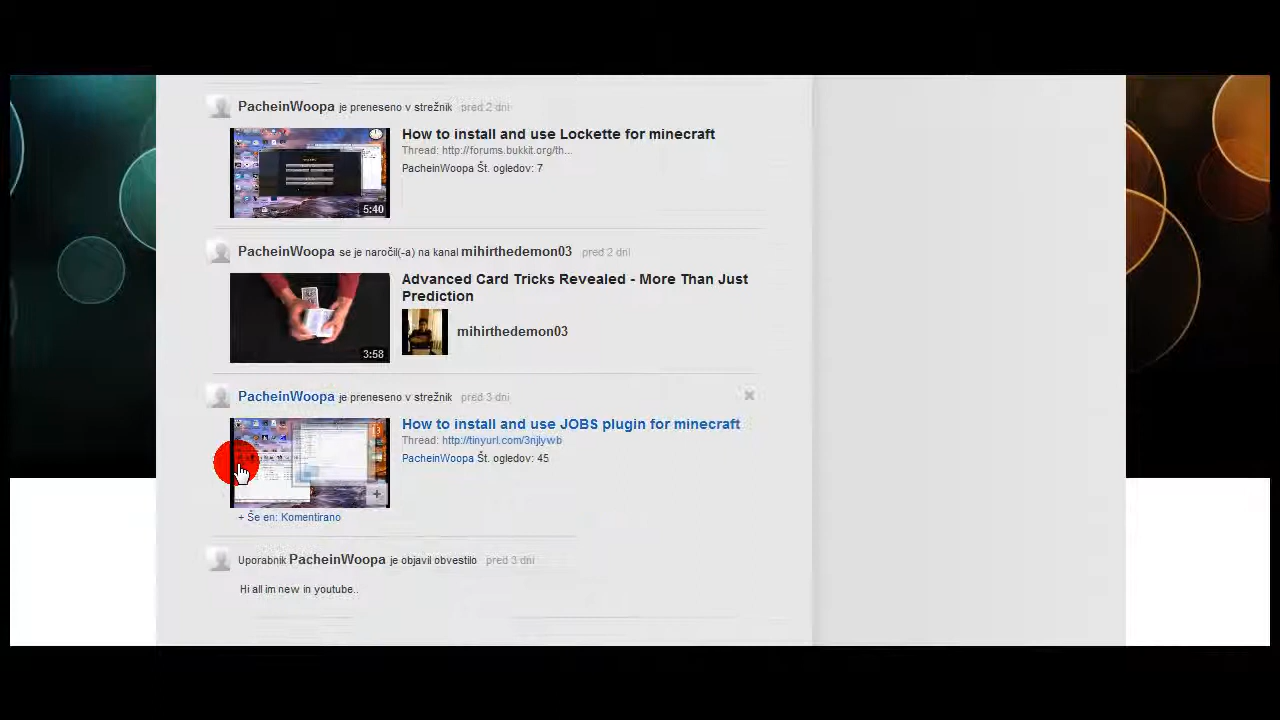 PacheinWoopa je preneseno v strežnik pred 2 dni
How to install and use Lockette for minecraft
Thread: http://forums.bukkit.org/th...
PacheinWoopa Št. ogledov: 7
5:40
PacheinWoopa se je naročil(-a) na kanal mihirthedemon03 pred 2 dni
Advanced Card Tricks Revealed - More Than Just
Prediction
mihirthedemon03
3:58
PacheinWoopa je preneseno v strežnik pred 3 dni
How to install and use JOBS plugin for minecraft
Thread: http://tinyurl.com/3njlywb
PacheinWoopa Št. ogledov: 45
+ Še en: Komentirano
Uporabnik PacheinWoopa je objavil obvestilo pred 3 dni
Hi all im new in youtube..